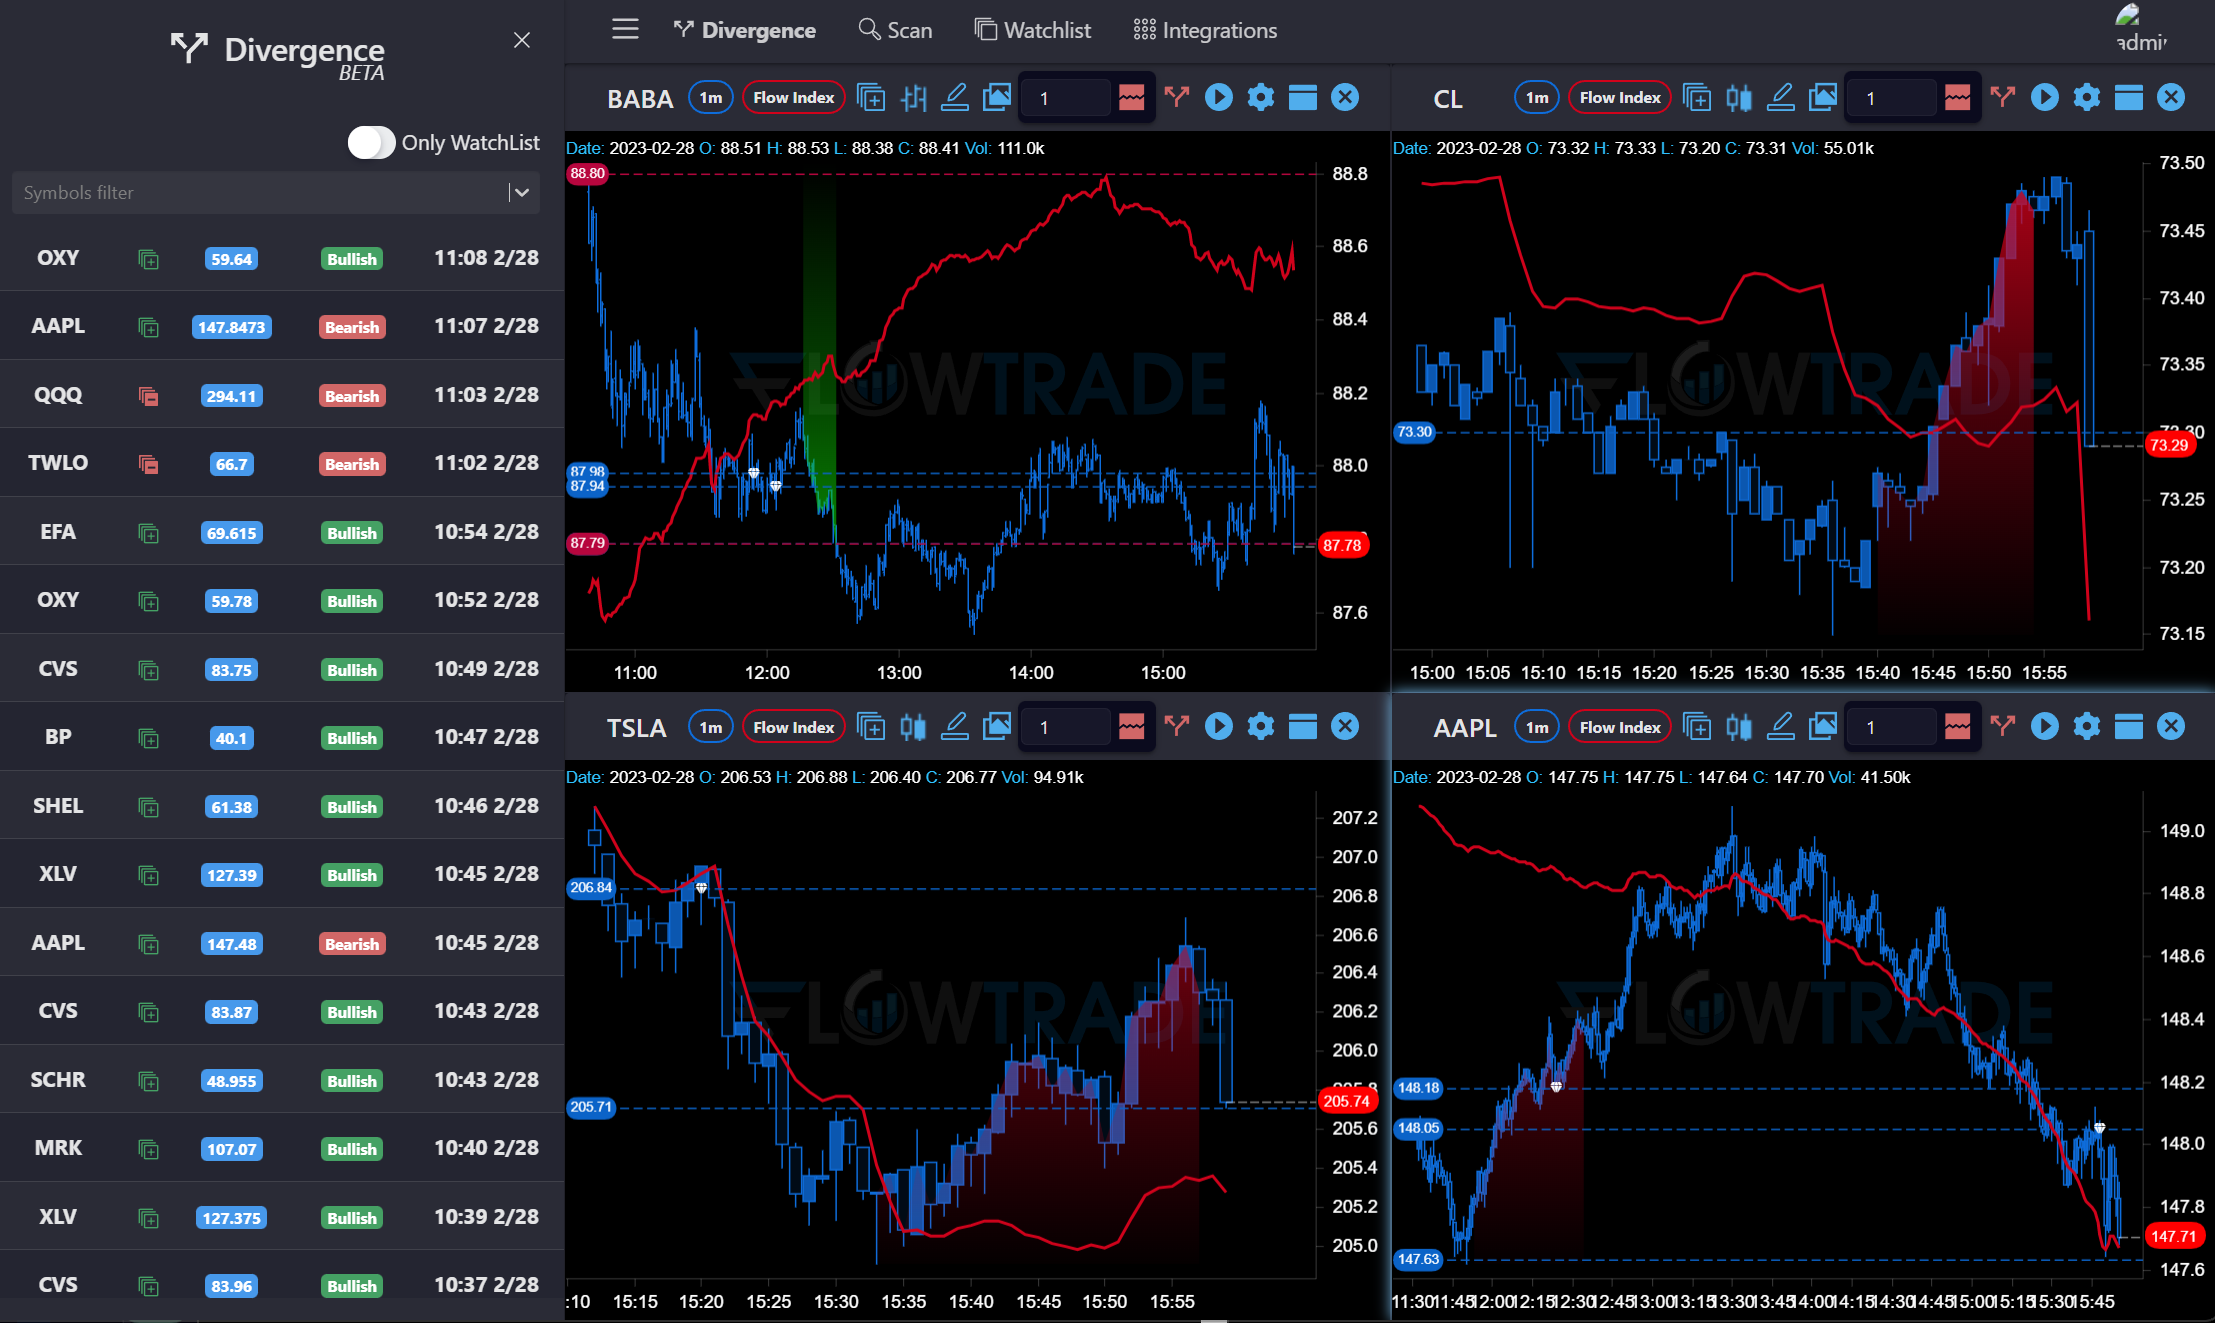 Divergence
BETA
Only WatchList
Symbols filter
OXY 59.64 Bullish 11:08 2/28
AAPL 147.8473 Bearish 11:07 2/28
QQQ 294.11 Bearish 11:03 2/28
TWLO 66.7 Bearish 11:02 2/28
EFA 69.615 Bullish 10:54 2/28
OXY 59.78 Bullish 10:52 2/28
CVS 83.75 Bullish 10:49 2/28
BP 40.1 Bullish 10:47 2/28
SHEL 61.38 Bullish 10:46 2/28
XLV 127.39 Bullish 10:45 2/28
AAPL 147.48 Bearish 10:45 2/28
CVS 83.87 Bullish 10:43 2/28
SCHR 48.955 Bullish 10:43 2/28
MRK 107.07 Bullish 10:40 2/28
XLV 127.375 Bullish 10:39 2/28
CVS 83.96 Bullish 10:37 2/28
Divergence Scan Watchlist Integrations
BABA 1m Flow Index 1
Date: 2023-02-28 O: 88.51 H: 88.53 L: 88.38 C: 88.41 Vol: 111.0k
88.80
88.8
88.6
88.4
FLOWTRADE
88.2
87.98
88.0
87.94
87.79
87.78
87.6
11:00 12:00 13:00 14:00 15:00
CL 1m Flow Index 1
Date: 2023-02-28 O: 73.32 H: 73.33 L: 73.20 C: 73.31 Vol: 55.01k
73.50
73.45
73.40
73.35
FLOWTRADE
73.30
73.30
73.29
73.25
73.20
73.15
15:00 15:05 15:10 15:15 15:20 15:25 15:30 15:35 15:40 15:45 15:50 15:55
TSLA 1m Flow Index 1
Date: 2023-02-28 O: 206.53 H: 206.88 L: 206.40 C: 206.77 Vol: 94.91k
207.2
207.0
206.84
206.8
206.6
206.4
FLOWTRADE
206.2
206.0
205.8
205.71
205.74
205.6
205.4
205.2
205.0
:10 15:15 15:20 15:25 15:30 15:35 15:40 15:45 15:50 15:55
AAPL 1m Flow Index 1
Date: 2023-02-28 O: 147.75 H: 147.75 L: 147.64 C: 147.70 Vol: 41.50k
149.0
148.8
148.6
FLOWTRADE
148.4
148.18
148.2
148.05
148.0
147.8
147.71
147.63
147.6
11:30 11:45 12:00 12:15 12:30 12:45 13:00 13:15 13:30 13:45 14:00 14:15 14:30 14:45 15:00 15:15 15:30 15:45